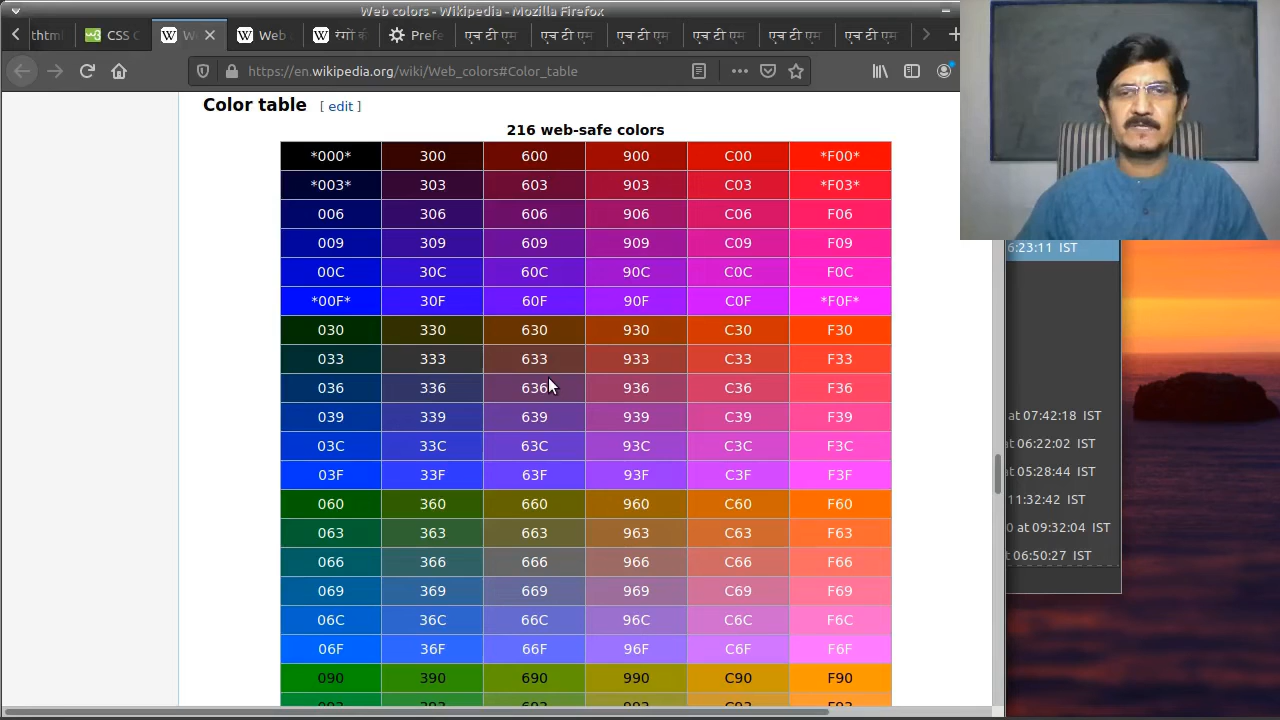 Web colors - Wikipedia - Mozilla Firefox
CSS
Web
रंगों
Prefe
एच टी एम
एच टी एम
एच टी एम
एच टी एम
एच टी एम
एच टी एम
https://en.wikipedia.org/wiki/Web_colors#Color_table
Color table [ edit ]
216 web-safe colors
*000* 300 600 900 C00 *F00*
*003* 303 603 903 C03 *F03*
006 306 606 906 C06 F06
009 309 609 909 C09 F09
00C 30C 60C 90C C0C F0C
*00F* 30F 60F 90F C0F *F0F*
030 330 630 930 C30 F30
033 333 633 933 C33 F33
036 336 636 936 C36 F36
039 339 639 939 C39 F39
03C 33C 63C 93C C3C F3C
03F 33F 63F 93F C3F F3F
060 360 660 960 C60 F60
063 363 663 963 C63 F63
066 366 666 966 C66 F66
069 369 669 969 C69 F69
06C 36C 66C 96C C6C F6C
06F 36F 66F 96F C6F F6F
090 390 690 990 C90 F90
6:23:11 IST
at 07:42:18 IST
at 06:22:02 IST
at 05:28:44 IST
11:32:42 IST
0 at 09:32:04 IST
at 06:50:27 IST